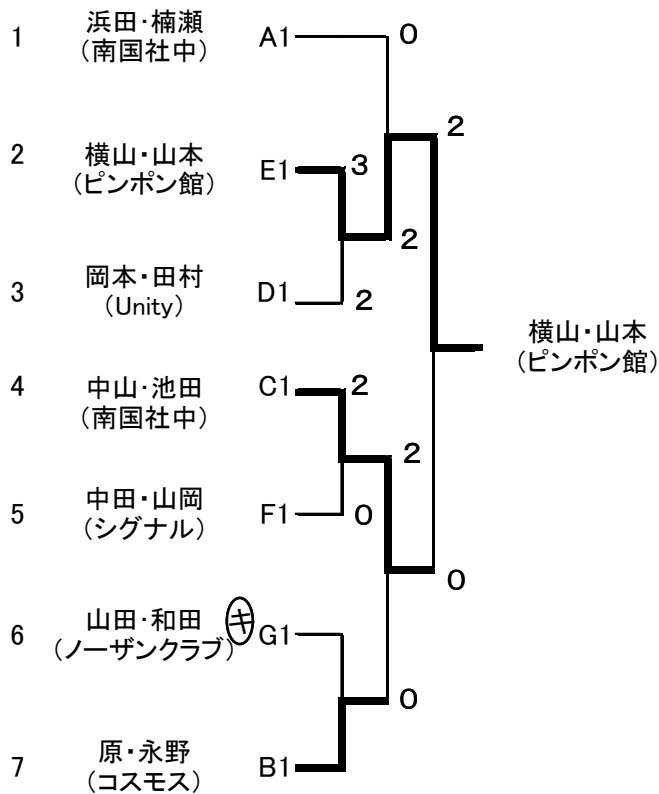 1 浜田・楠瀬 A1 0
（南国社中）
2
2 横山・山本 E1 3
（ピンポン館）
2
3 岡本・田村 D1 2
（Unity）
横山・山本
（ピンポン館）
4 中山・池田 C1 2
（南国社中）
2
5 中田・山岡 F1 0
（シグナル）
0
6 山田・和田 キ G1
（ノーザンクラブ）
0
7 原・永野 B1
（コスモス）